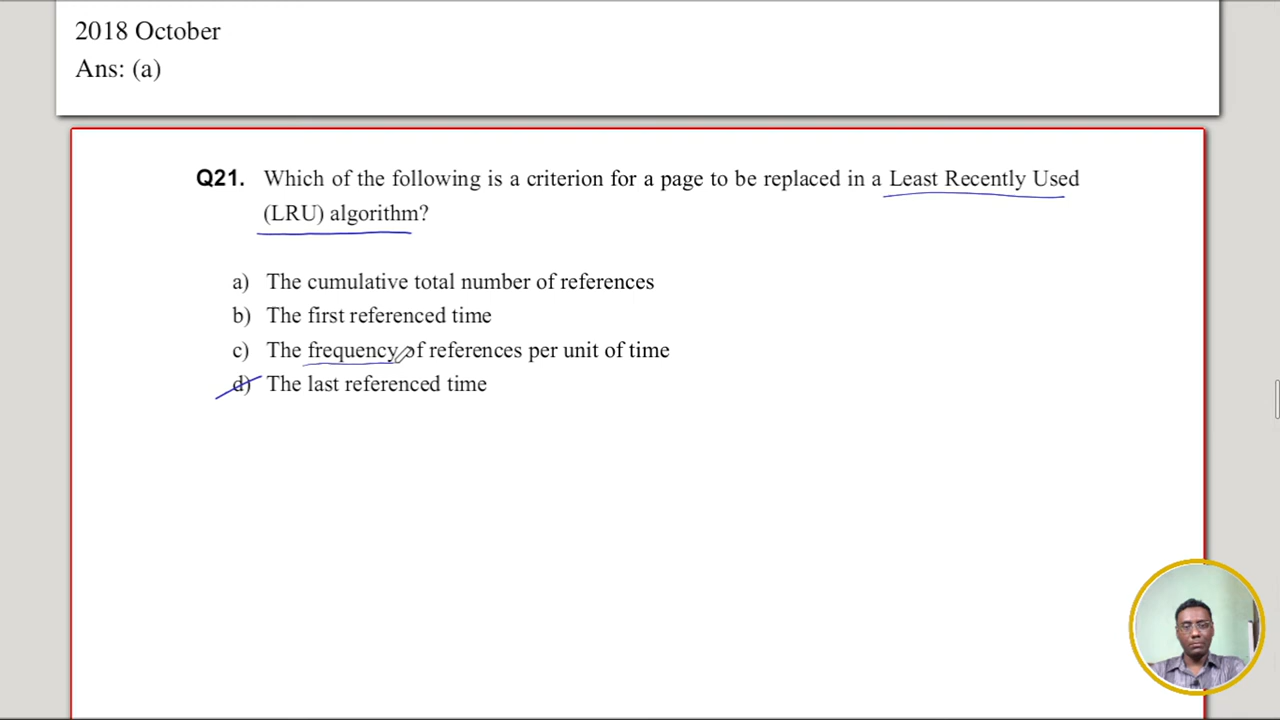 2018 October
Ans: (a)
Q21. Which of the following is a criterion for a page to be replaced in a Least Recently Used
(LRU) algorithm?
a) The cumulative total number of references
b) The first referenced time
c) The frequency of references per unit of time
d) The last referenced time